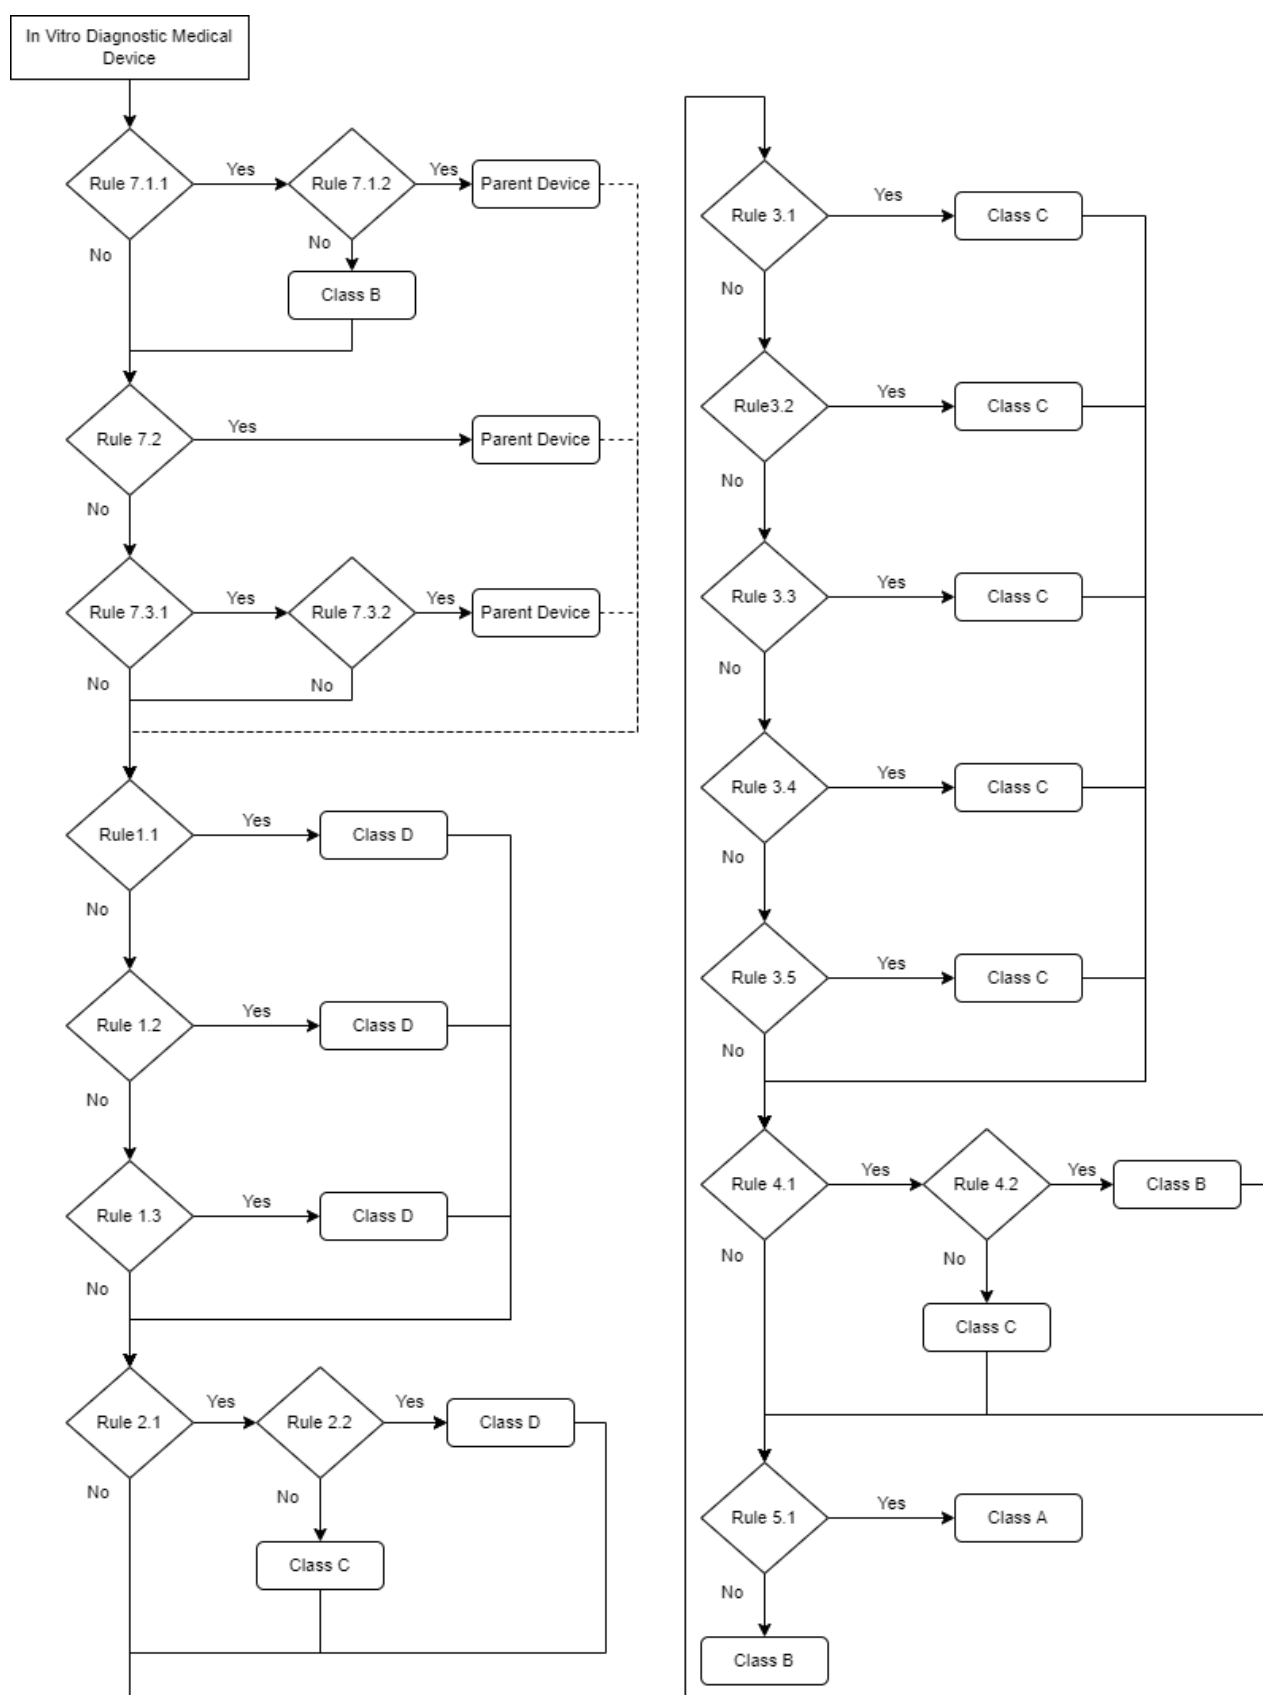 In Vitro Diagnostic Medical
Device
Rule 7.1.1
Yes
Rule 7.1.2
Yes
Parent Device
No
No
Class B
Rule 7.2
Yes
Parent Device
No
Rule 7.3.1
Yes
Rule 7.3.2
Yes
Parent Device
No
No
Rule1.1
Yes
Class D
No
Rule 1.2
Yes
Class D
No
Rule 1.3
Yes
Class D
No
Rule 2.1
Yes
Rule 2.2
Yes
Class D
No
No
Class C
Rule 3.1
Yes
Class C
No
Rule3.2
Yes
Class C
No
Rule 3.3
Yes
Class C
No
Rule 3.4
Yes
Class C
No
Rule 3.5
Yes
Class C
No
Rule 4.1
Yes
Rule 4.2
Yes
Class B
No
No
Class C
Rule 5.1
Yes
Class A
No
Class B